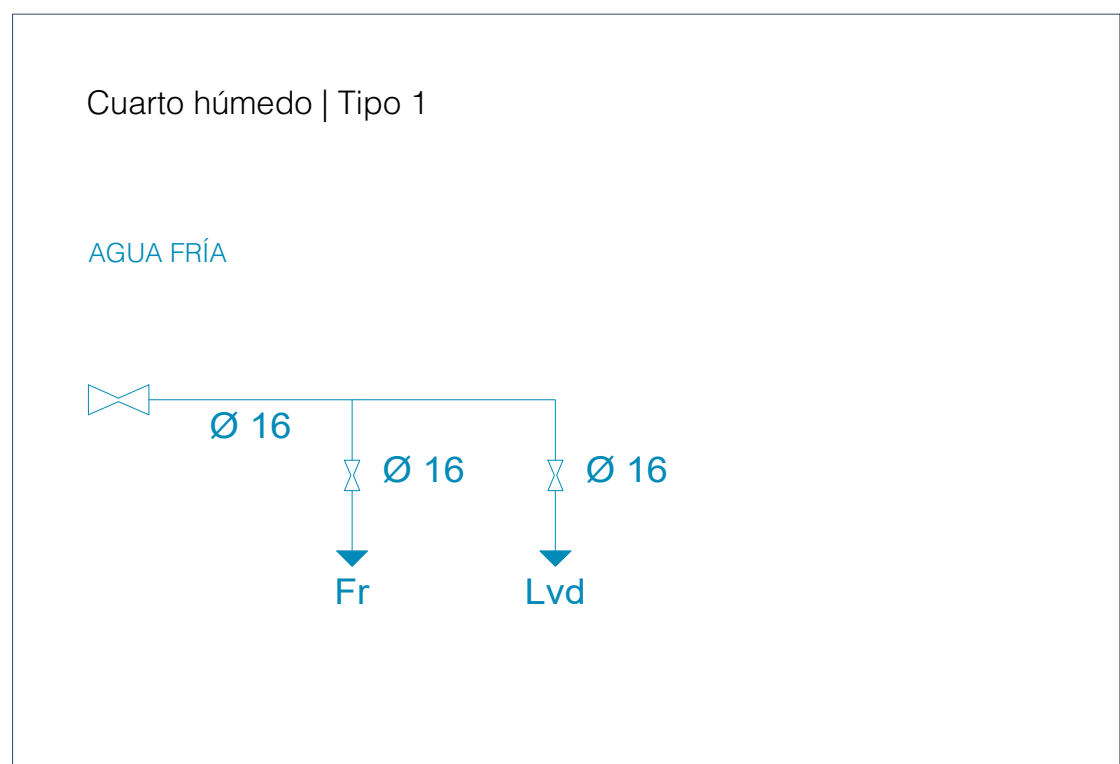 Cuarto húmedo | Tipo 1
AGUA FRÍA
Ø 16
Ø 16
Ø 16
Fr
Lvd